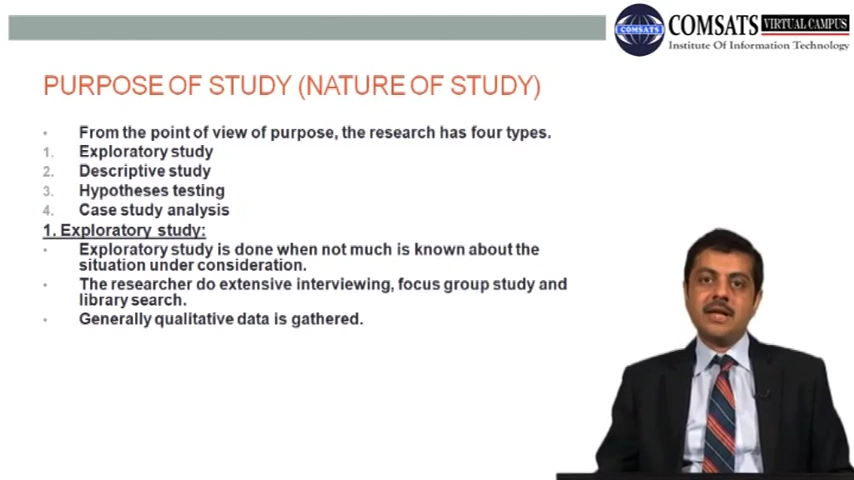 COMSATS VIRTUAL CAMPUS
COMSATS
Institute Of Information Technology
PURPOSE OF STUDY (NATURE OF STUDY)
• From the point of view of purpose, the research has four types.
1. Exploratory study
2. Descriptive study
3. Hypotheses testing
4. Case study analysis
1. Exploratory study:
• Exploratory study is done when not much is known about the
situation under consideration.
• The researcher do extensive interviewing, focus group study and
library search.
• Generally qualitative data is gathered.